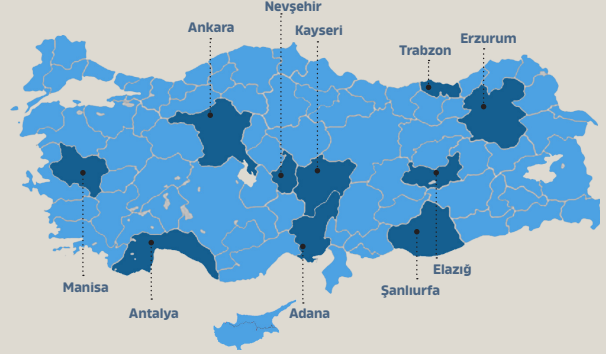 Nevşehir
Ankara
Kayseri
Trabzon
Erzurum
Manisa
Antalya
Adana
Şanlıurfa
Elazığ